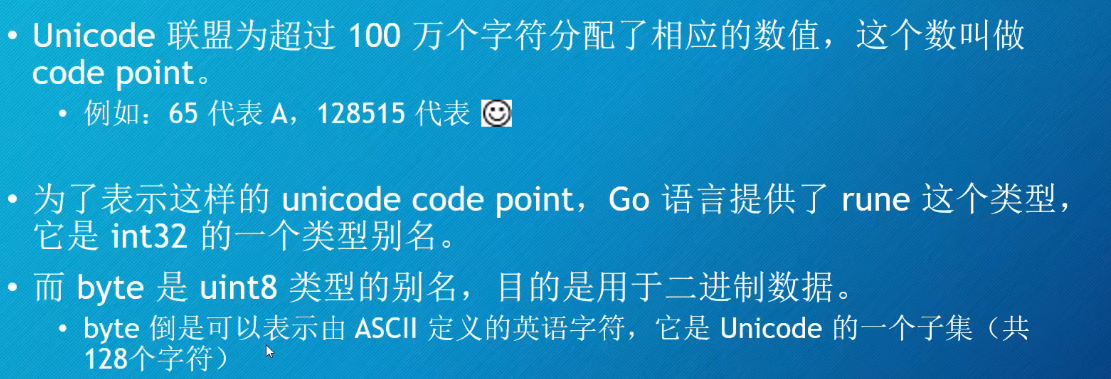 • Unicode 联盟为超过 100 万个字符分配了相应的数值，这个数叫做
code point。
• 例如：65 代表 A，128515 代表 😃
• 为了表示这样的 unicode code point，Go 语言提供了 rune 这个类型，
它是 int32 的一个类型别名。
• 而 byte 是 uint8 类型的别名，目的是用于二进制数据。
• byte 倒是可以表示由 ASCII 定义的英语字符，它是 Unicode 的一个子集（共
128个字符）